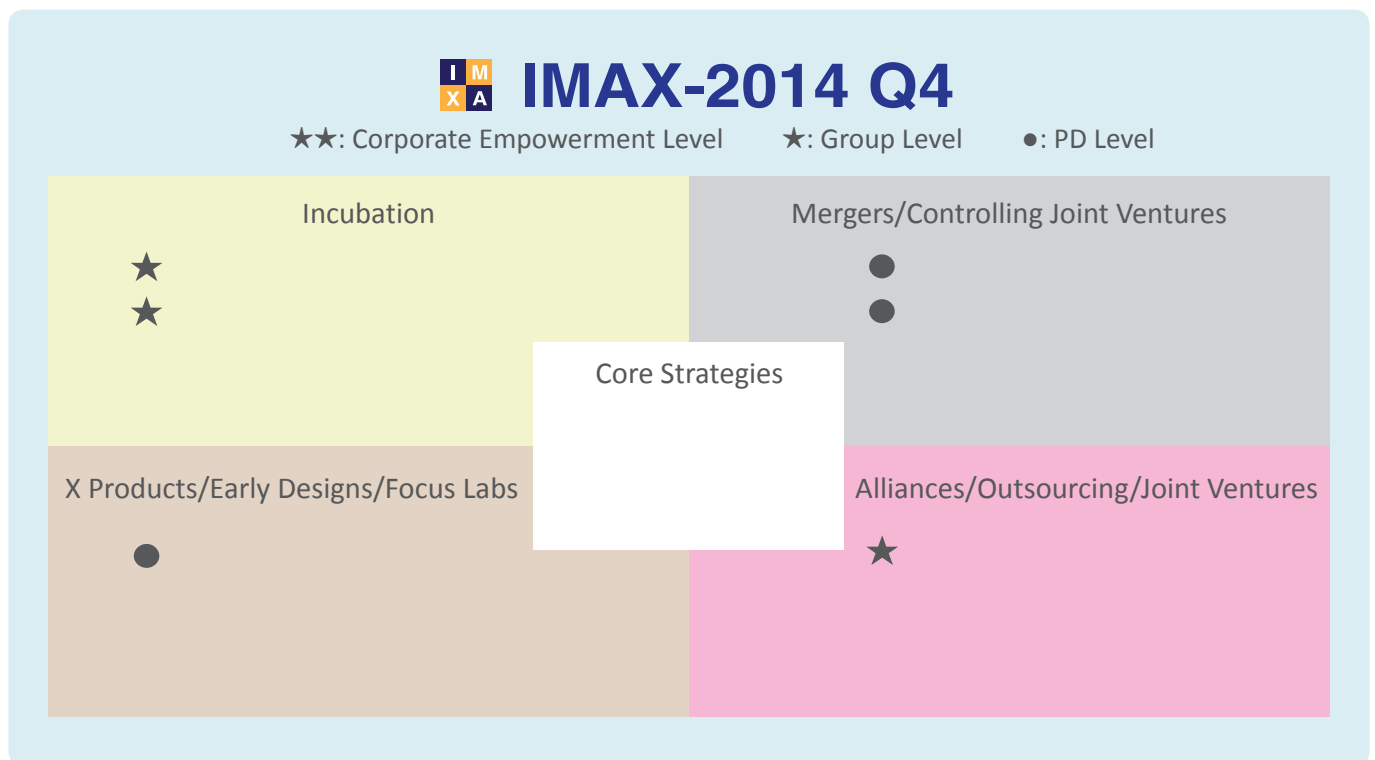 I M
X A
IMAX-2014 Q4
★★: Corporate Empowerment Level ★: Group Level ●: PD Level
Incubation
Mergers/Controlling Joint Ventures
★
●
★
●
Core Strategies
X Products/Early Designs/Focus Labs
Alliances/Outsourcing/Joint Ventures
●
★